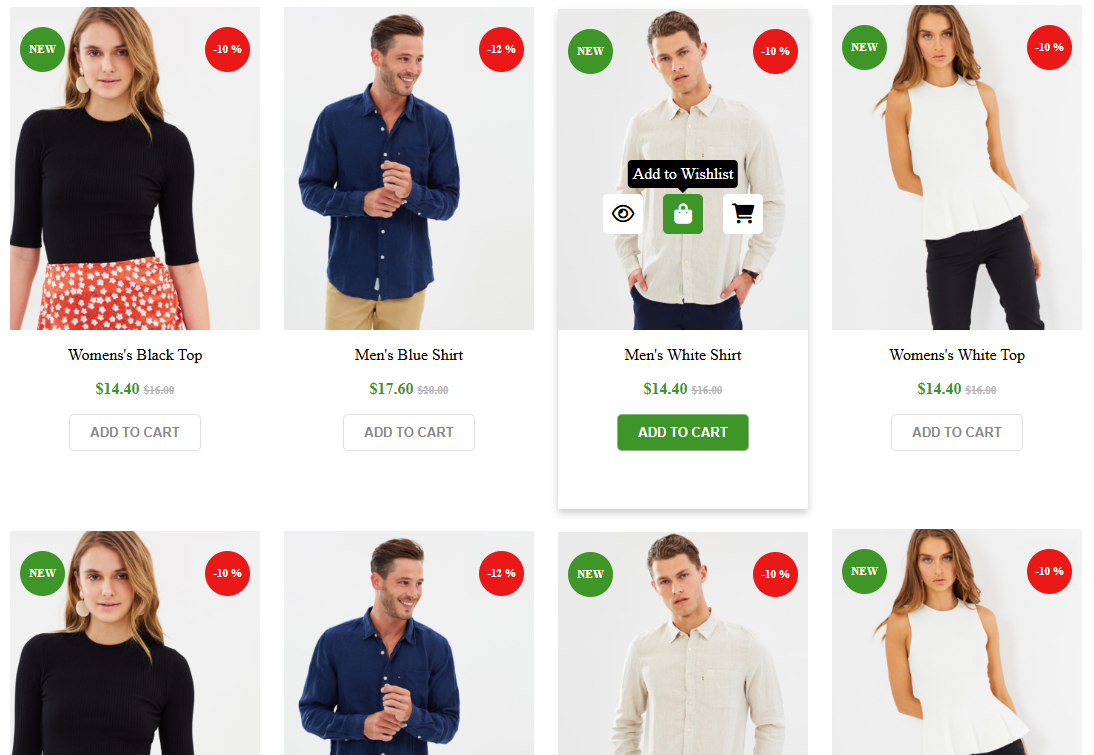 NEW
-10 %
-12 %
NEW
-10 %
NEW
-10 %
Add to Wishlist
Womens's Black Top
Men's Blue Shirt
Men's White Shirt
Womens's White Top
$14.40 $16.00
$17.60 $20.00
$14.40 $16.00
$14.40 $16.00
ADD TO CART
ADD TO CART
ADD TO CART
ADD TO CART
NEW
-10 %
-12 %
NEW
-10 %
NEW
-10 %